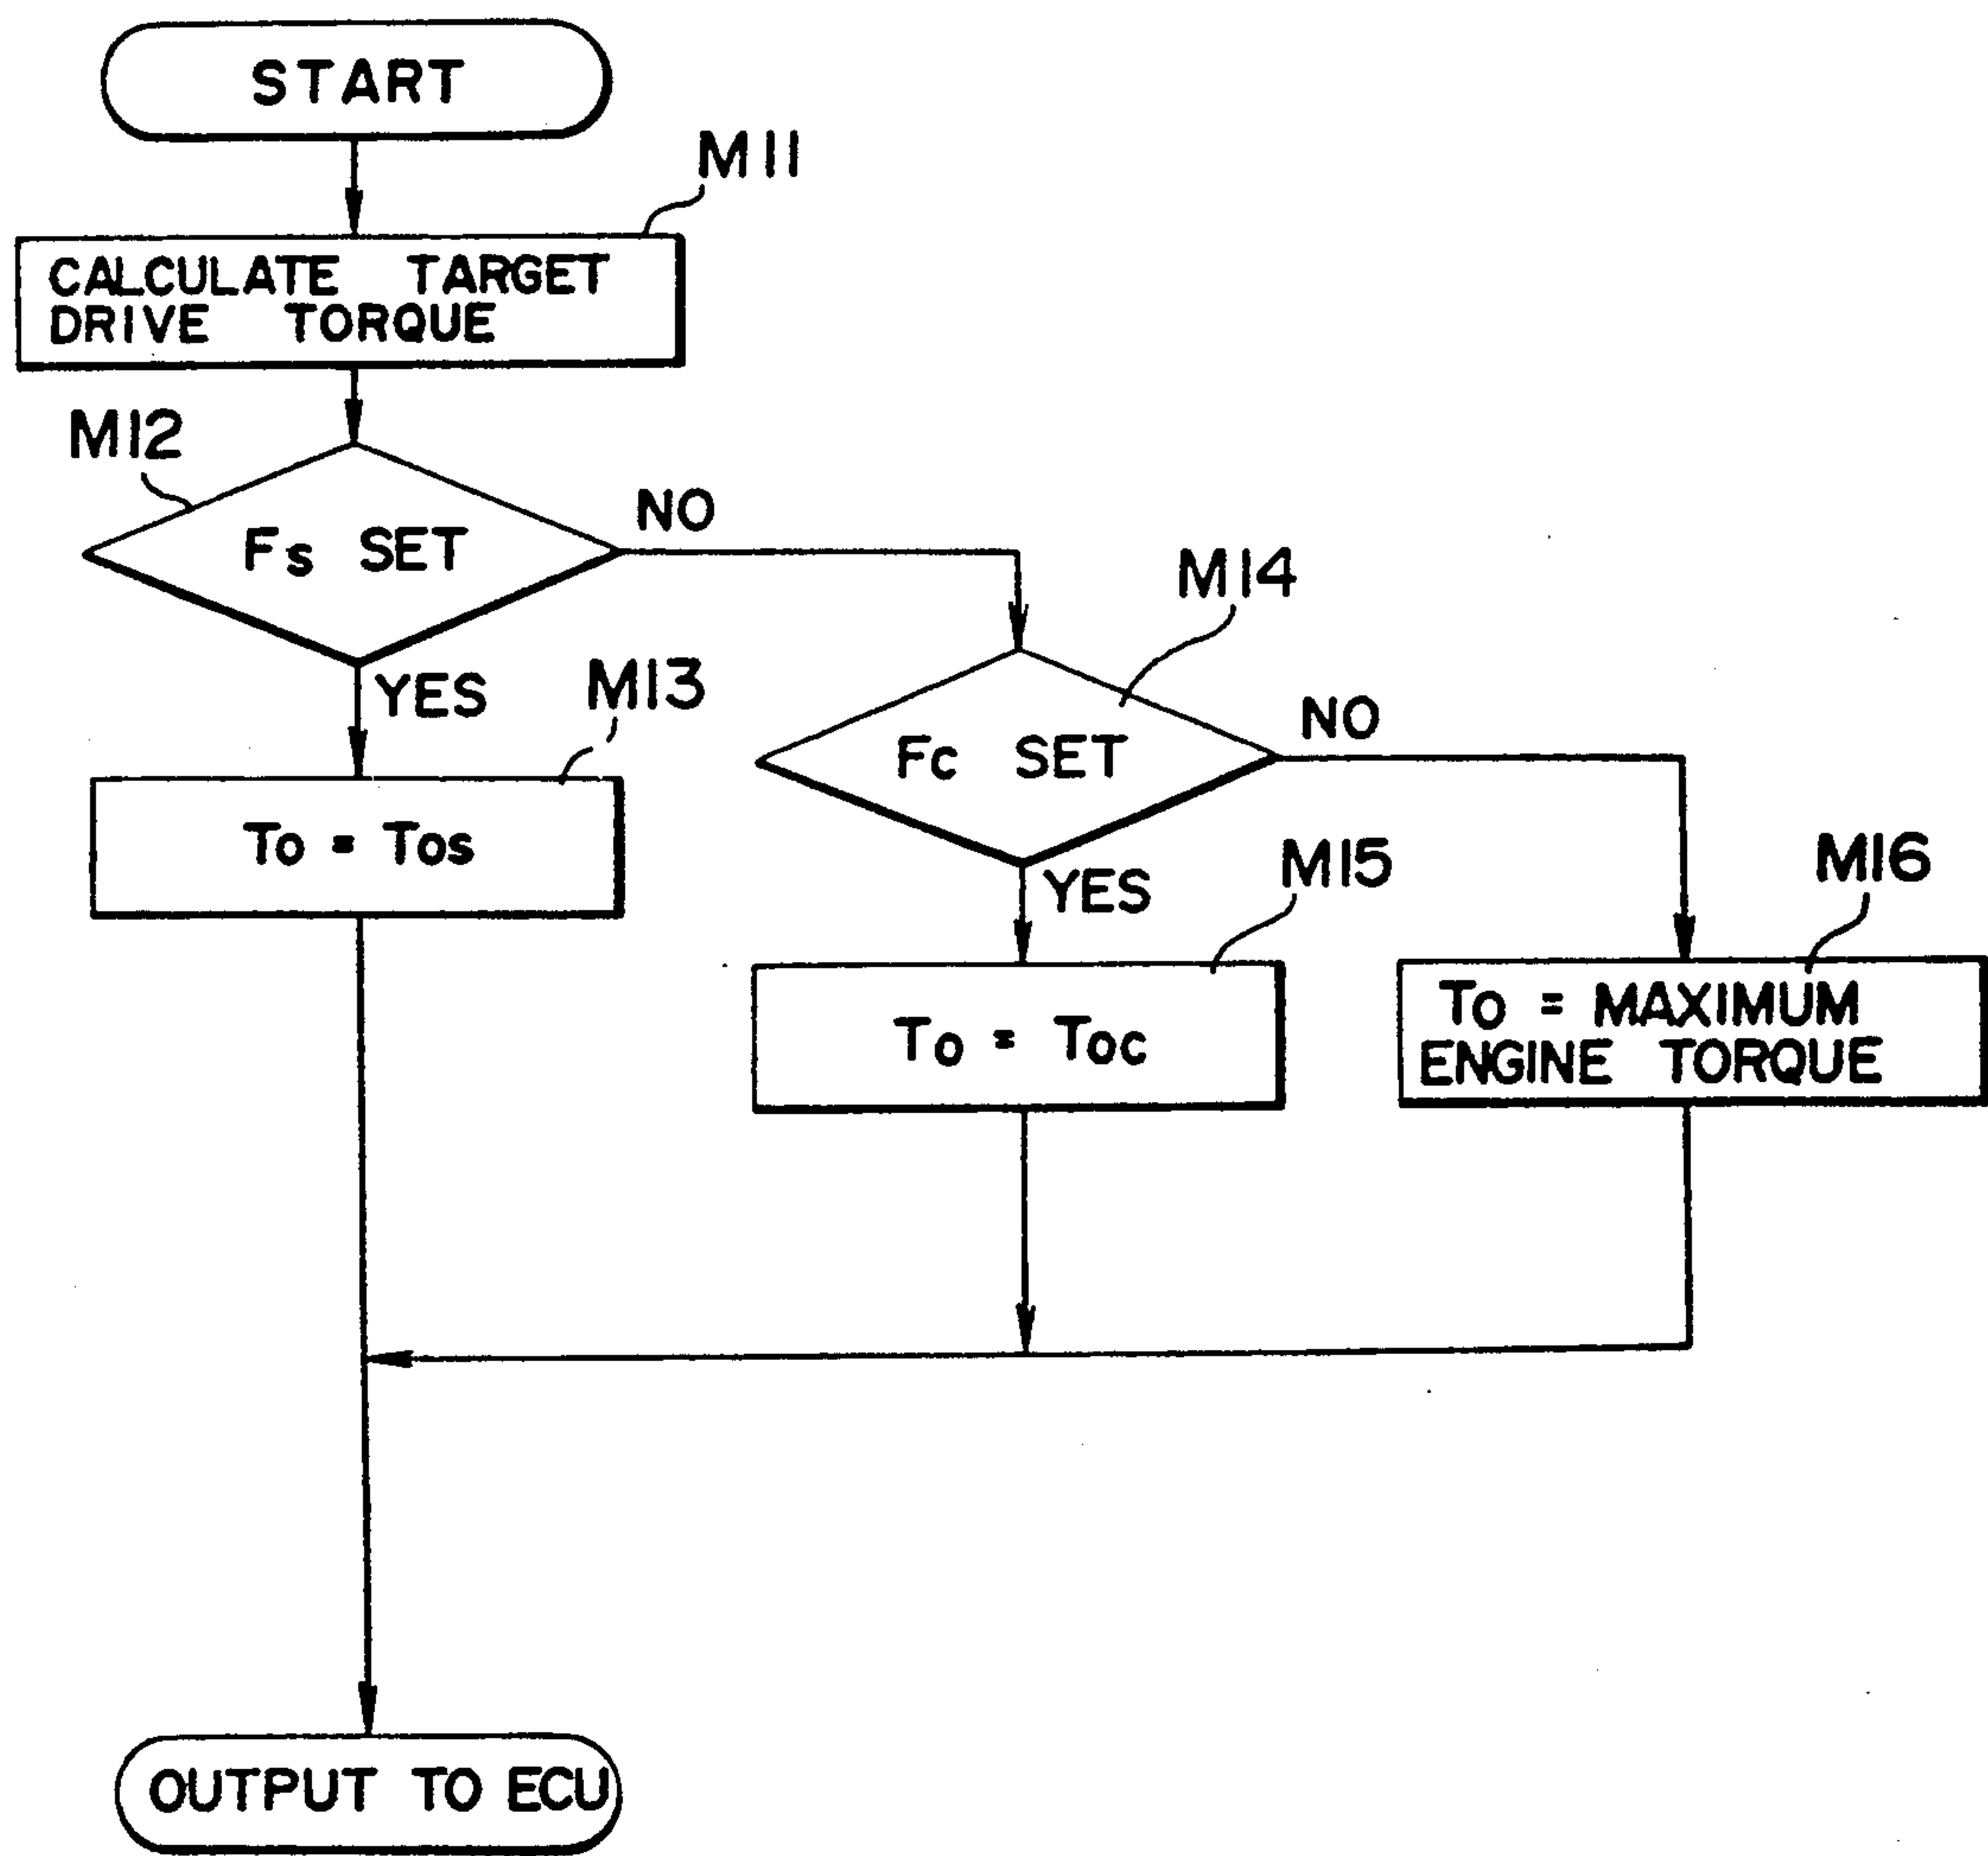 START
M11
CALCULATE TARGET
DRIVE TORQUE
M12
Fs SET
NO
YES
M13
To = Tos
M14
Fc SET
NO
YES
M15
To = Toc
M16
To = MAXIMUM
ENGINE TORQUE
OUTPUT TO ECU